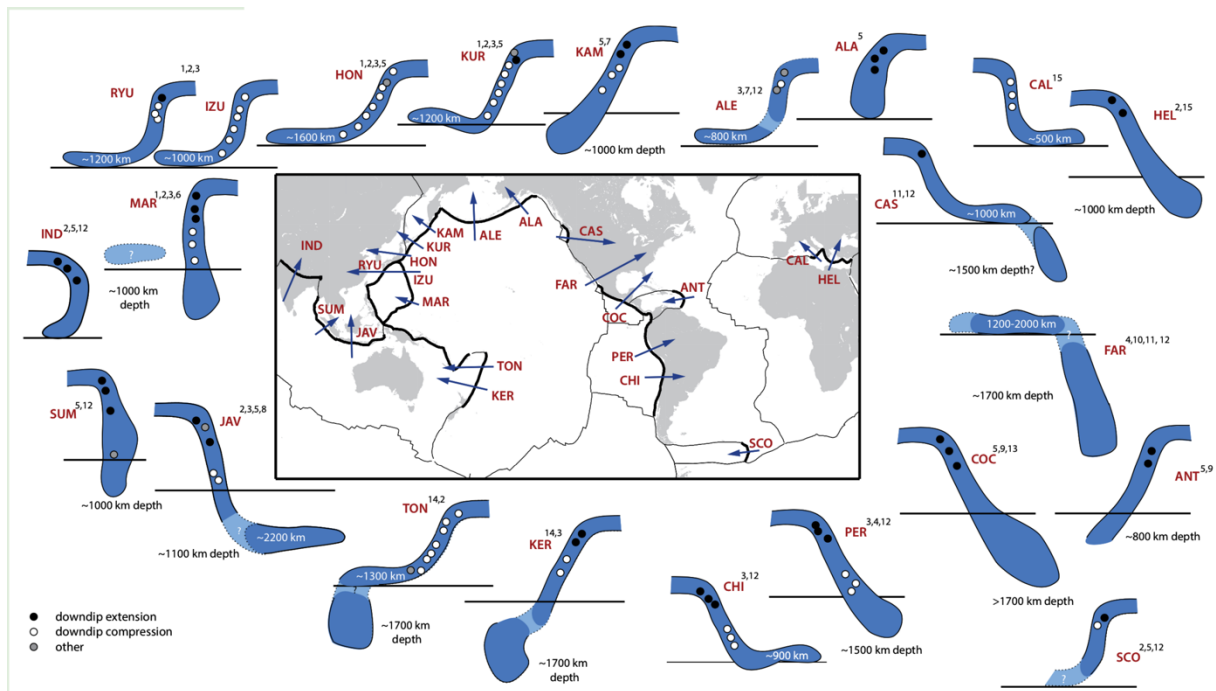 RYU
1,2,3
IZU
~1200 km
~1000 km
HON 1,2,3,5
~1600 km
KUR 1,2,3,5
~1200 km
KAM 5,7
~1000 km depth
ALE 3,7,12
~800 km
ALA 5
CAL 15
~500 km
HEL 2,15
~1000 km depth
CAS 11,12
~1000 km
~1500 km depth?
MAR 1,2,3,6
?
~1000 km
depth
IND 2,5,12
IND
KAM
KUR
HON
RYU
IZU
MAR
SUM
JAV
ALE
ALA
CAS
FAR
COC
ANT
CAL
HEL
PER
CHI
TON
KER
SCO
1200-2000 km
?
FAR 4,10,11, 12
~1700 km
depth
SUM 5,12
~1000 km depth
JAV 2,3,5,8
?
~2200 km
~1100 km depth
TON 14,2
~1300 km
?
~1700 km
depth
KER 14,3
~1700 km
depth
CHI 3,12
~900 km
PER 3,4,12
~1500 km depth
COC 5,9,13
>1700 km depth
ANT 5,9
~800 km depth
SCO 2,5,12
?
downdip extension
downdip compression
other